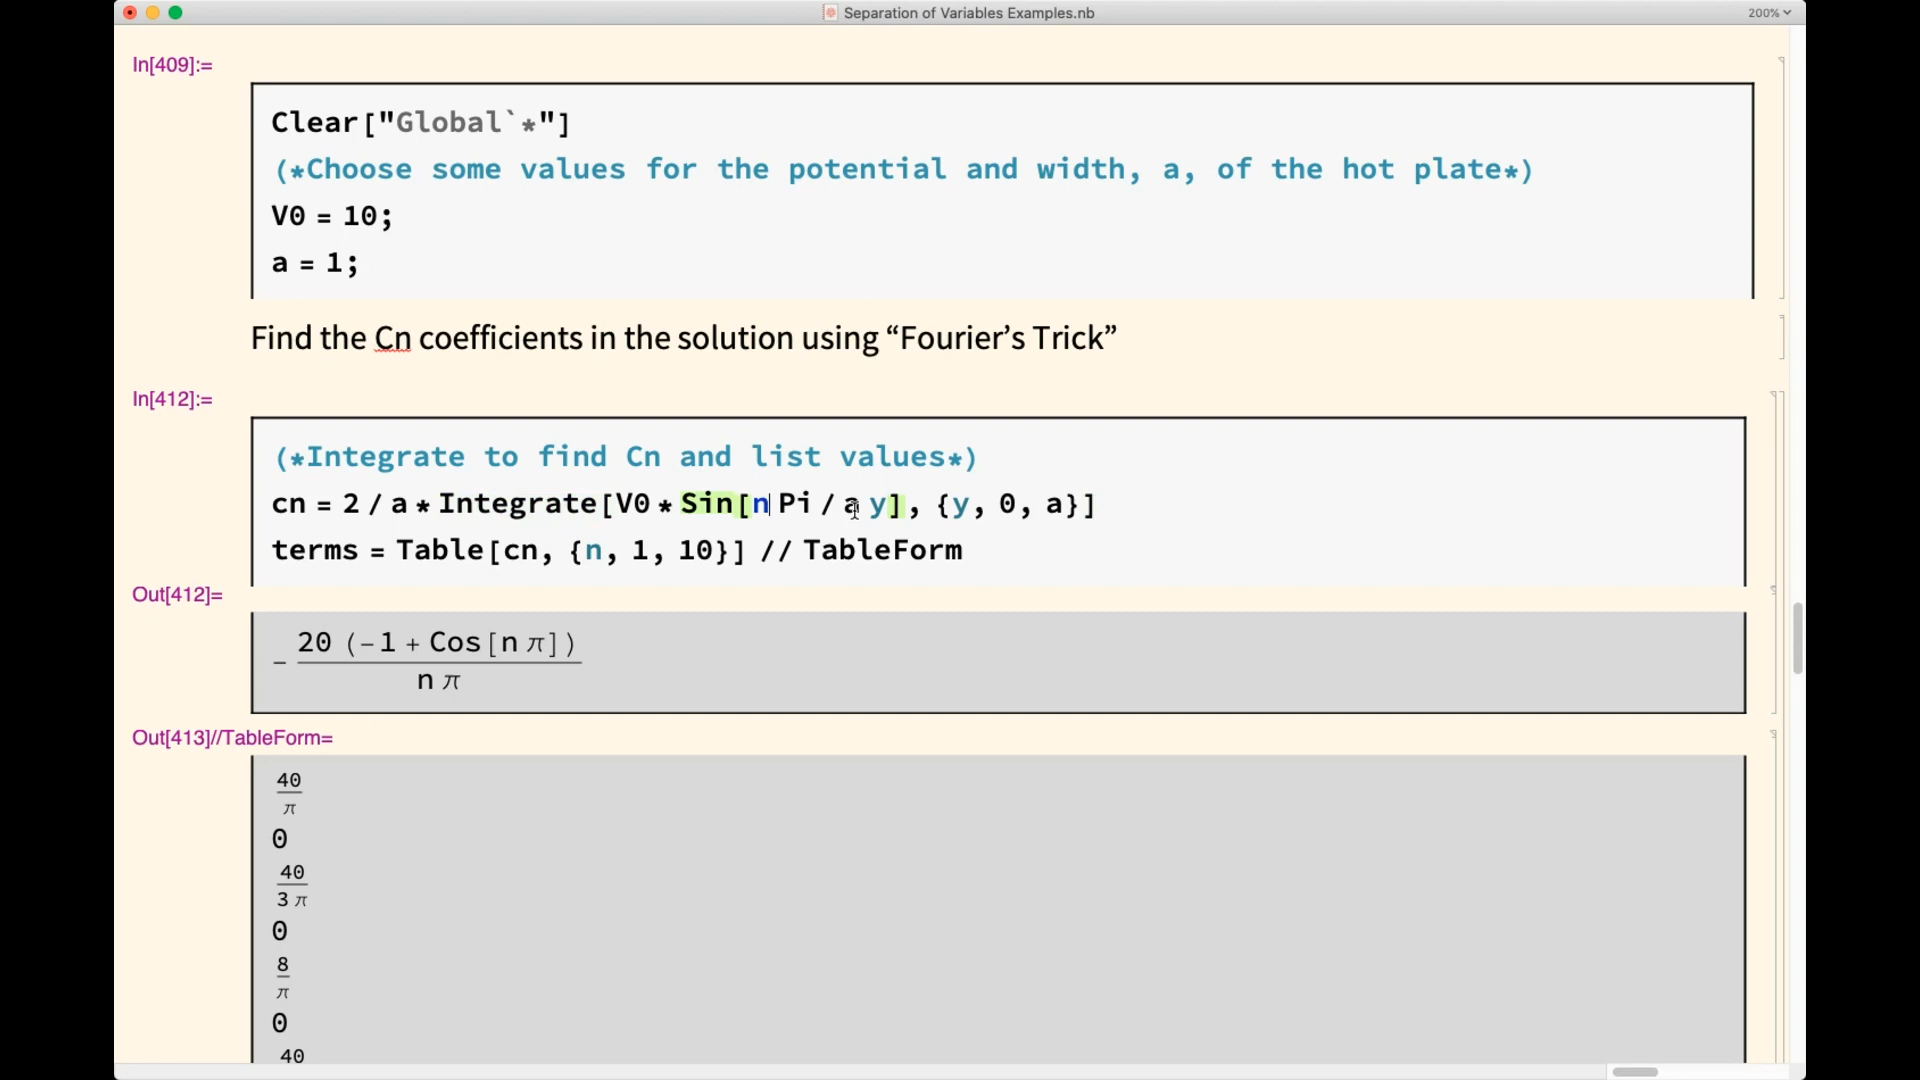 Separation of Variables Examples.nb
200%
In[409]:=
Clear["Global`*"]
(*Choose some values for the potential and width, a, of the hot plate*)
V0 = 10;
a = 1;
Find the Cn coefficients in the solution using “Fourier’s Trick”
In[412]:=
(*Integrate to find Cn and list values*)
cn = 2 / a * Integrate[V0 * Sin[n Pi / a y], {y, 0, a}]
terms = Table[cn, {n, 1, 10}] // TableForm
Out[412]=
20 (-1 + Cos[n π])
-
n π
Out[413]//TableForm=
40
π
0
40
3 π
0
8
π
0
40